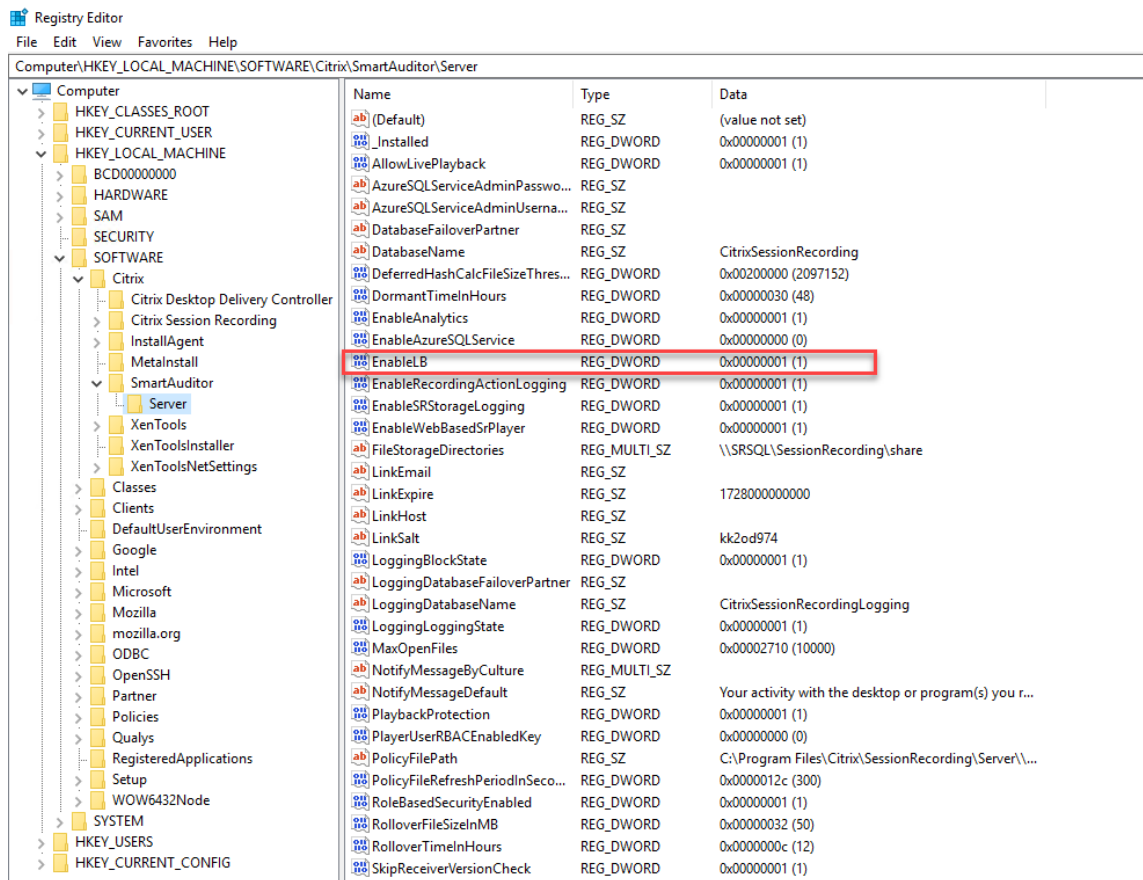 Registry Editor
File Edit View Favorites Help
Computer\HKEY_LOCAL_MACHINE\SOFTWARE\Citrix\SmartAuditor\Server
Computer
HKEY_CLASSES_ROOT
HKEY_CURRENT_USER
HKEY_LOCAL_MACHINE
BCD00000000
HARDWARE
SAM
SECURITY
SOFTWARE
Citrix
Citrix Desktop Delivery Controller
Citrix Session Recording
InstallAgent
MetaInstall
SmartAuditor
Server
XenTools
XenToolsInstaller
XenToolsNetSettings
Classes
Clients
DefaultUserEnvironment
Google
Intel
Microsoft
Mozilla
mozilla.org
ODBC
OpenSSH
Partner
Policies
Qualys
RegisteredApplications
Setup
WOW6432Node
SYSTEM
HKEY_USERS
HKEY_CURRENT_CONFIG
Name Type Data
(Default) REG_SZ (value not set)
_Installed REG_DWORD 0x00000001 (1)
AllowLivePlayback REG_DWORD 0x00000001 (1)
AzureSQLServiceAdminPasswo... REG_SZ
AzureSQLServiceAdminUserna... REG_SZ
DatabaseFailoverPartner REG_SZ
DatabaseName REG_SZ CitrixSessionRecording
DeferredHashCalcFileSizeThres... REG_DWORD 0x00200000 (2097152)
DormantTimeInHours REG_DWORD 0x00000030 (48)
EnableAnalytics REG_DWORD 0x00000001 (1)
EnableAzureSQLService REG_DWORD 0x00000000 (0)
EnableLB REG_DWORD 0x00000001 (1)
EnableRecordingActionLogging REG_DWORD 0x00000001 (1)
EnableSRStorageLogging REG_DWORD 0x00000001 (1)
EnableWebBasedSrPlayer REG_DWORD 0x00000001 (1)
FileStorageDirectories REG_MULTI_SZ \\SRSQL\SessionRecording\share
LinkEmail REG_SZ
LinkExpire REG_SZ 1728000000000
LinkHost REG_SZ
LinkSalt REG_SZ kk2od974
LoggingBlockState REG_DWORD 0x00000001 (1)
LoggingDatabaseFailoverPartner REG_SZ
LoggingDatabaseName REG_SZ CitrixSessionRecordingLogging
LoggingLoggingState REG_DWORD 0x00000001 (1)
MaxOpenFiles REG_DWORD 0x00002710 (10000)
NotifyMessageByCulture REG_MULTI_SZ
NotifyMessageDefault REG_SZ Your activity with the desktop or program(s) you r...
PlaybackProtection REG_DWORD 0x00000001 (1)
PlayerUserRBACEnabledKey REG_DWORD 0x00000000 (0)
PolicyFilePath REG_SZ C:\Program Files\Citrix\SessionRecording\Server\\...
PolicyFileRefreshPeriodInSeco... REG_DWORD 0x0000012c (300)
RoleBasedSecurityEnabled REG_DWORD 0x00000001 (1)
RolloverFileSizeInMB REG_DWORD 0x00000032 (50)
RolloverTimeInHours REG_DWORD 0x0000000c (12)
SkipReceiverVersionCheck REG_DWORD 0x00000001 (1)